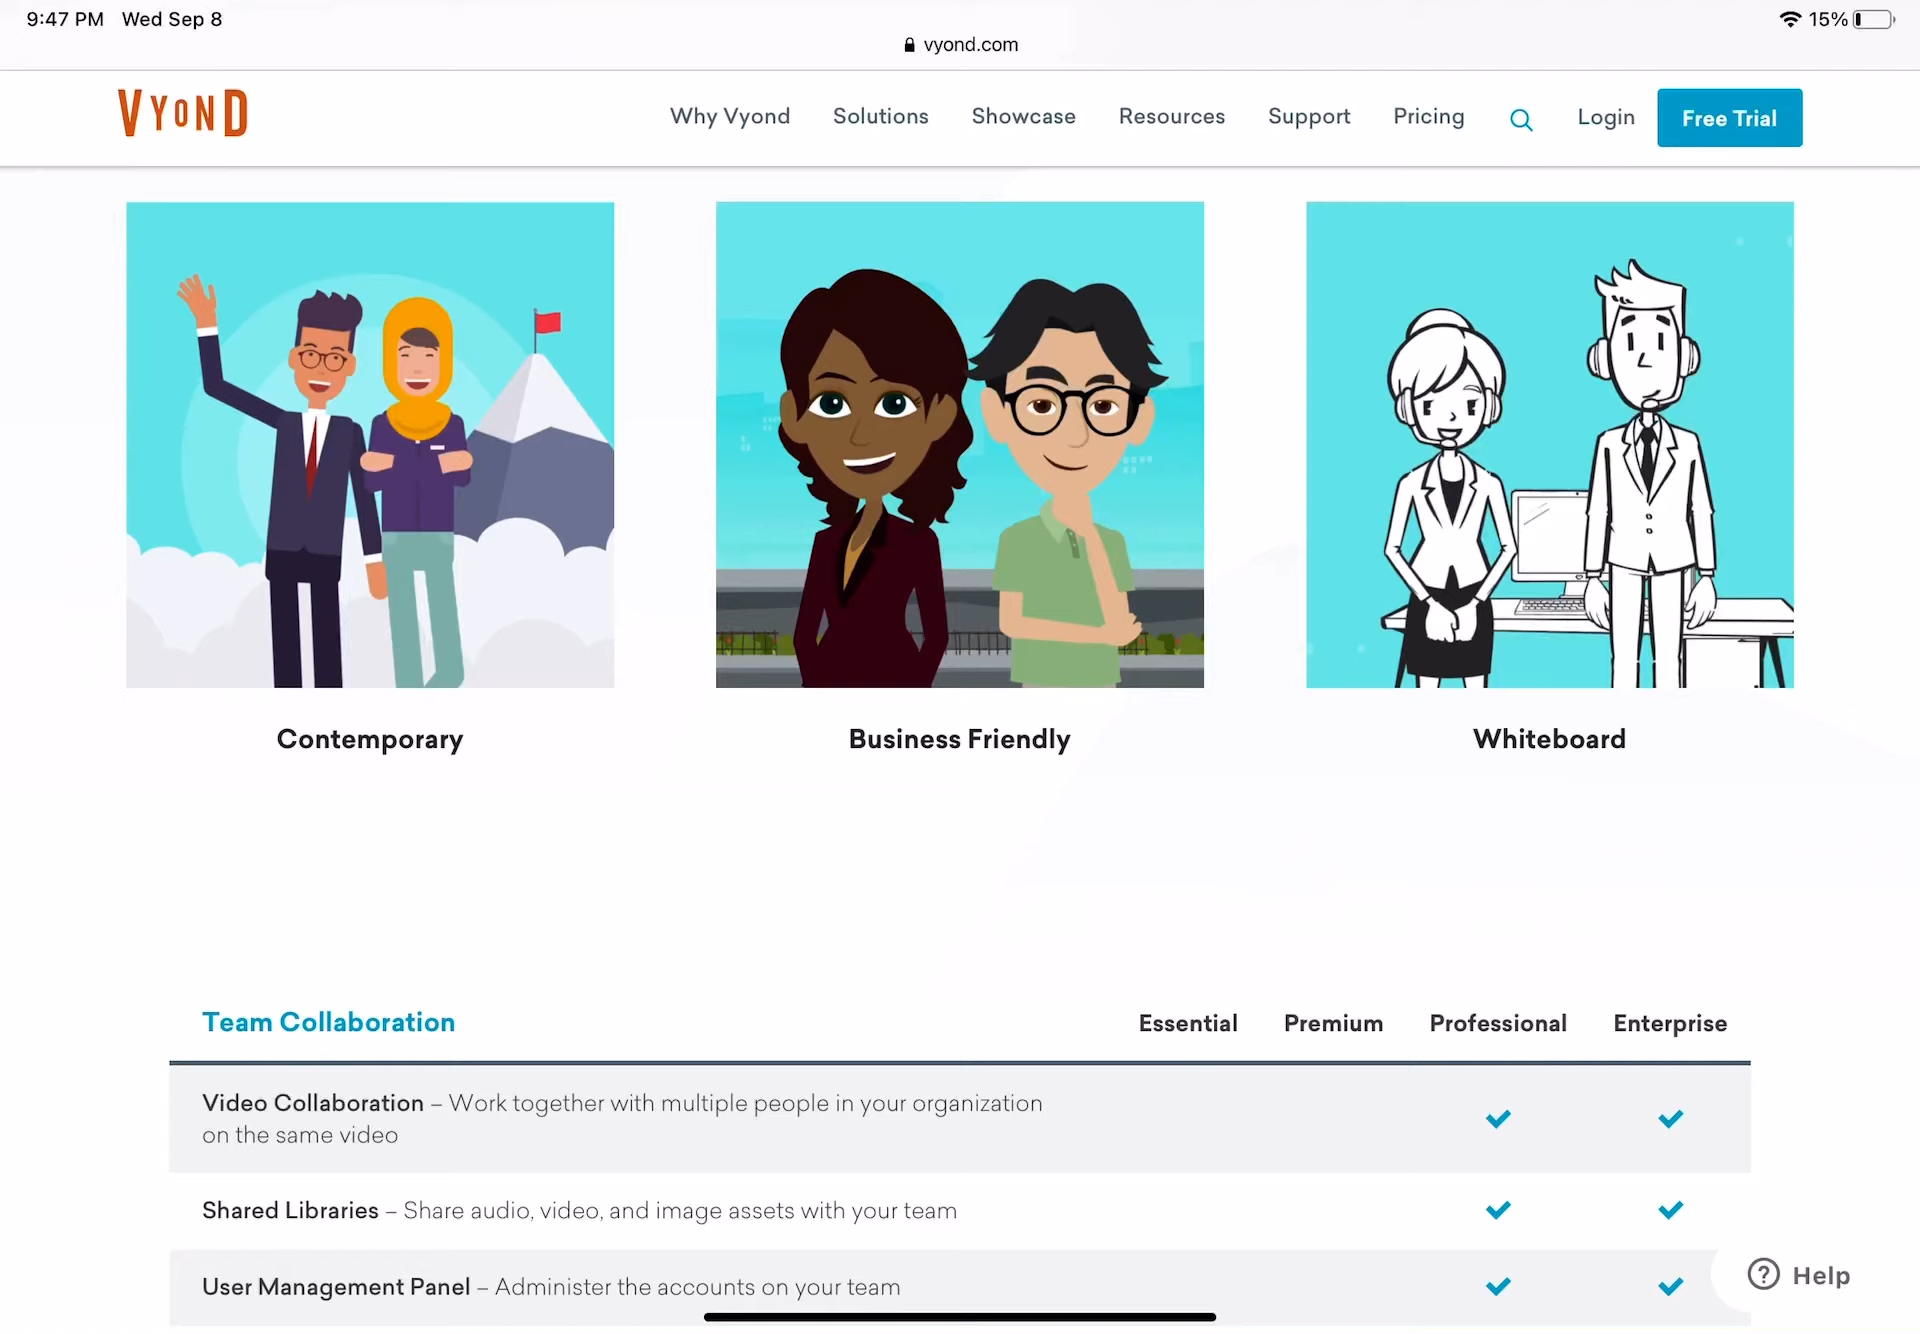 9:47 PM Wed Sep 8
15%
vyond.com
VYOND
Why Vyond Solutions Showcase Resources Support Pricing Login Free Trial
Contemporary Business Friendly Whiteboard
Team Collaboration Essential Premium Professional Enterprise
Video Collaboration – Work together with multiple people in your organization
on the same video
Shared Libraries – Share audio, video, and image assets with your team
User Management Panel – Administer the accounts on your team
Help